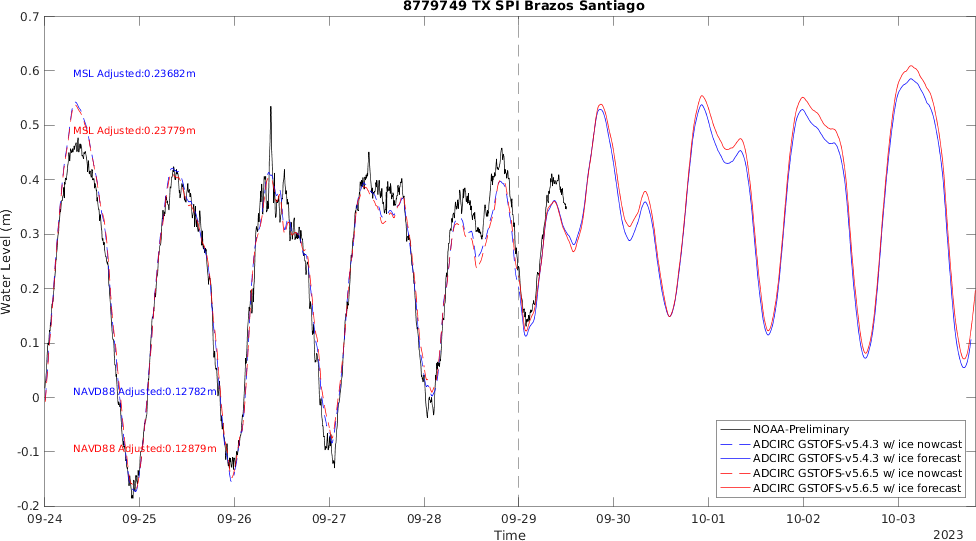 8779749 TX SPI Brazos Santiago
0.7
0.6
0.5
0.4
0.3
0.2
0.1
0
-0.1
-0.2
Water Level (m)
MSL Adjusted:0.23682m
MSL Adjusted:0.23779m
NAVD88 Adjusted:0.12782m
NAVD88 Adjusted:0.12879m
NOAA-Preliminary
ADCIRC GSTOFS-v5.4.3 w/ ice nowcast
ADCIRC GSTOFS-v5.4.3 w/ ice forecast
ADCIRC GSTOFS-v5.6.5 w/ ice nowcast
ADCIRC GSTOFS-v5.6.5 w/ ice forecast
09-24 09-25 09-26 09-27 09-28 09-29 09-30 10-01 10-02 10-03
Time
2023